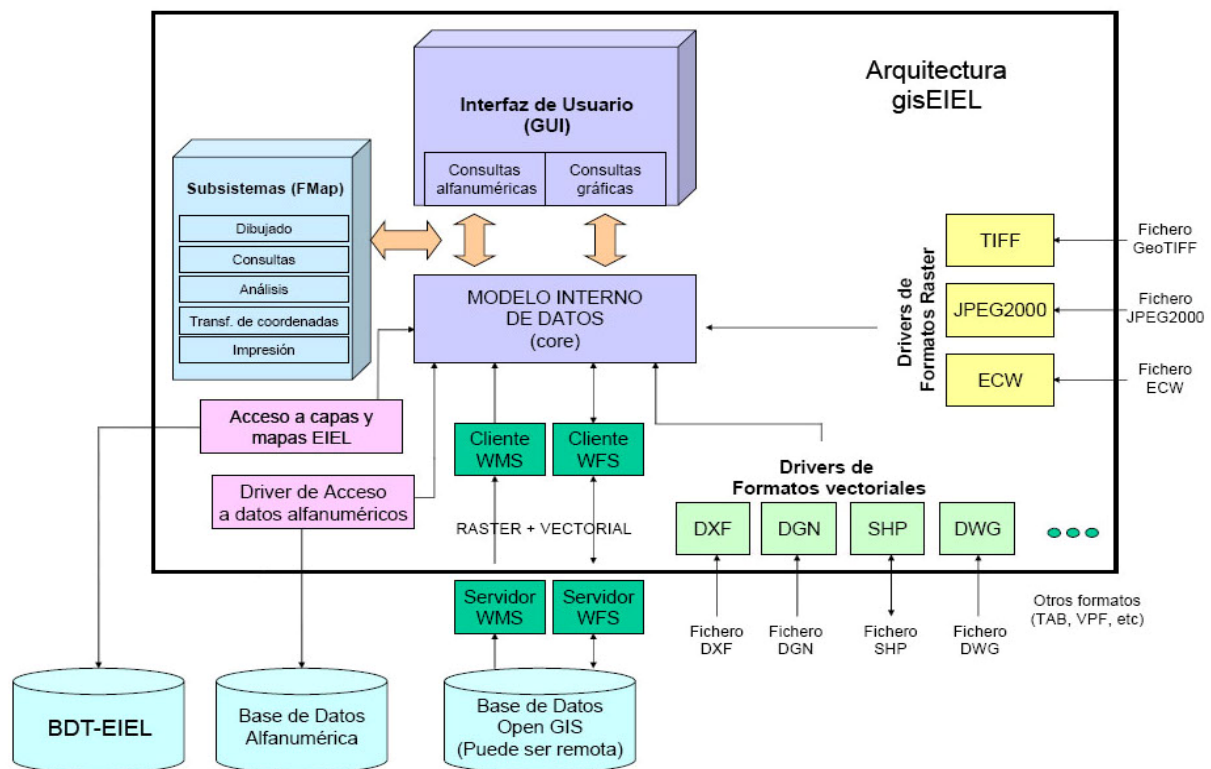 Arquitectura
gisEIEL
Interfaz de Usuario
(GUI)
Consultas
alfanuméricas
Consultas
gráficas
Subsistemas (FMap)
Dibujado
Consultas
Análisis
Transf. de coordenadas
Impresión
MODELO INTERNO
DE DATOS
(core)
Drivers de
Formatos Raster
TIFF
JPEG2000
ECW
Fichero
GeoTIFF
Fichero
JPEG2000
Fichero
ECW
Acceso a capas y
mapas EIEL
Driver de Acceso
a datos alfanuméricos
Cliente
WMS
Cliente
WFS
RASTER + VECTORIAL
Drivers de
Formatos vectoriales
DXF
DGN
SHP
DWG
Servidor
WMS
Servidor
WFS
Fichero
DXF
Fichero
DGN
Fichero
SHP
Fichero
DWG
Otros formatos
(TAB, VPF, etc)
BDT-EIEL
Base de Datos
Alfanumérica
Base de Datos
Open GIS
(Puede ser remota)